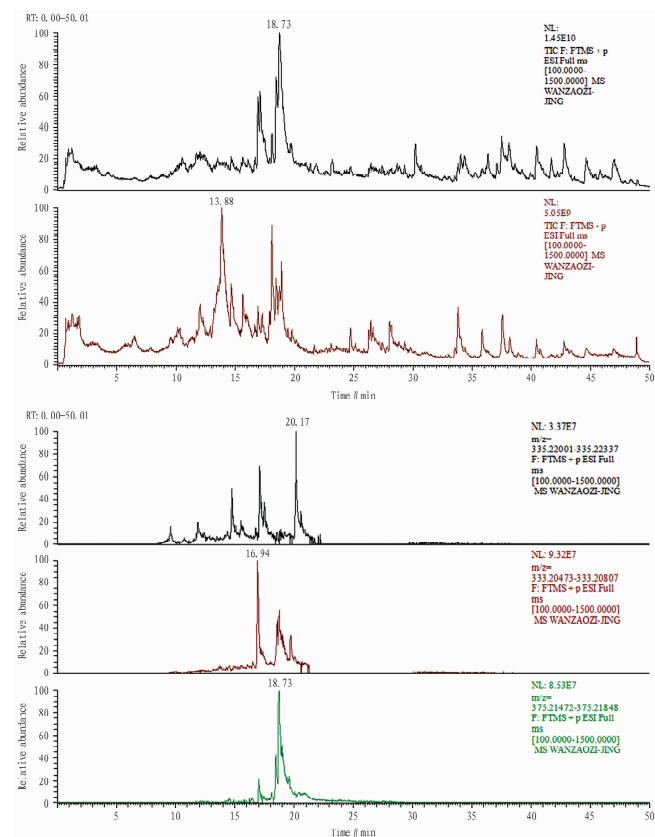 RT: 0.00-50.01
18.73
NL:
1.45E10
TIC F: FTMS + p
ESI Full ms
[100.0000-
1500.0000] MS
WANZAOZI-
JING
100
80
60
40
20
0
Relative abundance
13.88
NL:
5.05E9
TIC F: FTMS - p
ESI Full ms
[100.0000-
1500.0000] MS
WANZAOZI-
JING
100
80
60
40
20
0
Relative abundance
5 10 15 20 25 30 35 40 45 50
Time // min
RT: 0.00-50.01
20.17
NL: 3.37E7
m/z=
335.22001-335.22337
F: FTMS + p ESI Full
ms
[100.0000-1500.0000]
MS WANZAOZI-JING
100
80
60
40
20
0
Relative abundance
16.94
NL: 9.32E7
m/z=
333.20473-333.20807
F: FTMS + p ESI Full
ms
[100.0000-1500.0000]
MS WANZAOZI-JING
100
80
60
40
20
0
Relative abundance
18.73
NL: 8.53E7
m/z=
375.21472-375.21848
F: FTMS + p ESI Full
ms
[100.0000-1500.0000]
MS WANZAOZI-JING
100
80
60
40
20
0
Relative abundance
0 5 10 15 20 25 30 35 40 45 50
Time // min